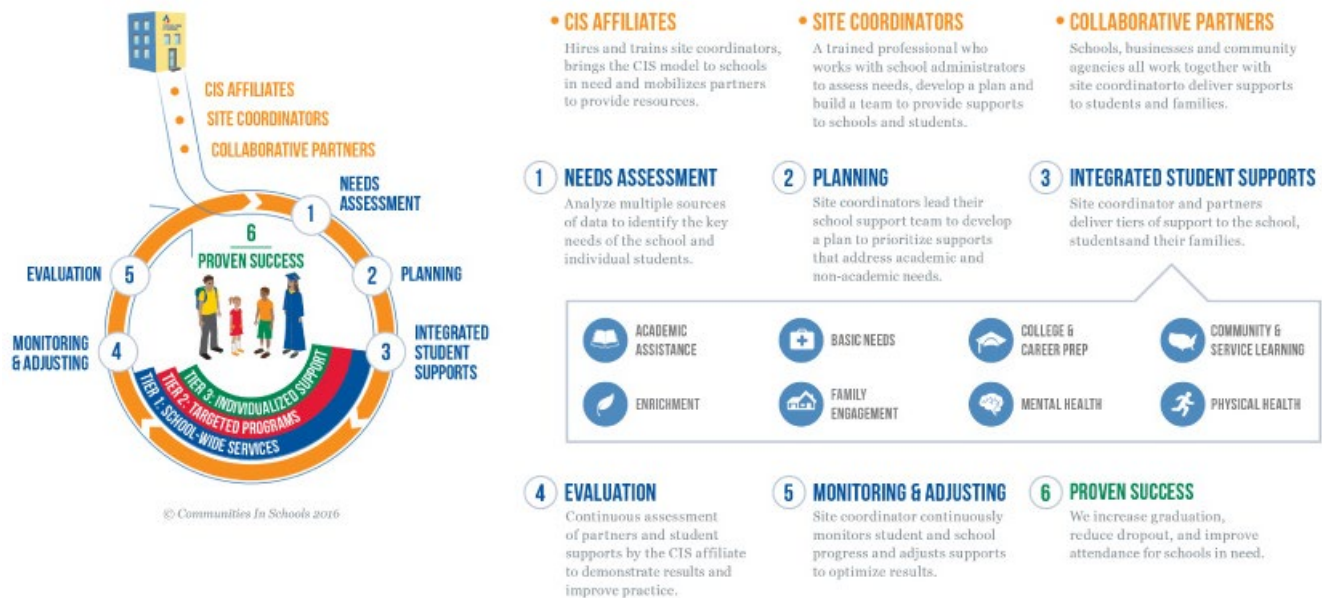 CIS AFFILIATES
SITE COORDINATORS
COLLABORATIVE PARTNERS
NEEDS
ASSESSMENT
1
6
PROVEN SUCCESS
EVALUATION
5
2
PLANNING
MONITORING
& ADJUSTING
4
3
INTEGRATED
STUDENT
SUPPORTS
TIER 3: INDIVIDUALIZED SUPPORT
TIER 2: TARGETED PROGRAMS
TIER 1: SCHOOL-WIDE SERVICES
© Communities In Schools 2016
• CIS AFFILIATES
Hires and trains site coordinators,
brings the CIS model to schools
in need and mobilizes partners
to provide resources.
• SITE COORDINATORS
A trained professional who
works with school administrators
to assess needs, develop a plan and
build a team to provide supports
to schools and students.
• COLLABORATIVE PARTNERS
Schools, businesses and community
agencies all work together with
site coordinatorto deliver supports
to students and families.
1 NEEDS ASSESSMENT
Analyze multiple sources
of data to identify the key
needs of the school and
individual students.
2 PLANNING
Site coordinators lead their
school support team to develop
a plan to prioritize supports
that address academic and
non-academic needs.
3 INTEGRATED STUDENT SUPPORTS
Site coordinator and partners
deliver tiers of support to the school,
studentsand their families.
ACADEMIC
ASSISTANCE
BASIC NEEDS
COLLEGE &
CAREER PREP
COMMUNITY &
SERVICE LEARNING
ENRICHMENT
FAMILY
ENGAGEMENT
MENTAL HEALTH
PHYSICAL HEALTH
4 EVALUATION
Continuous assessment
of partners and student
supports by the CIS affiliate
to demonstrate results and
improve practice.
5 MONITORING & ADJUSTING
Site coordinator continuously
monitors student and school
progress and adjusts supports
to optimize results.
6 PROVEN SUCCESS
We increase graduation,
reduce dropout, and improve
attendance for schools in need.